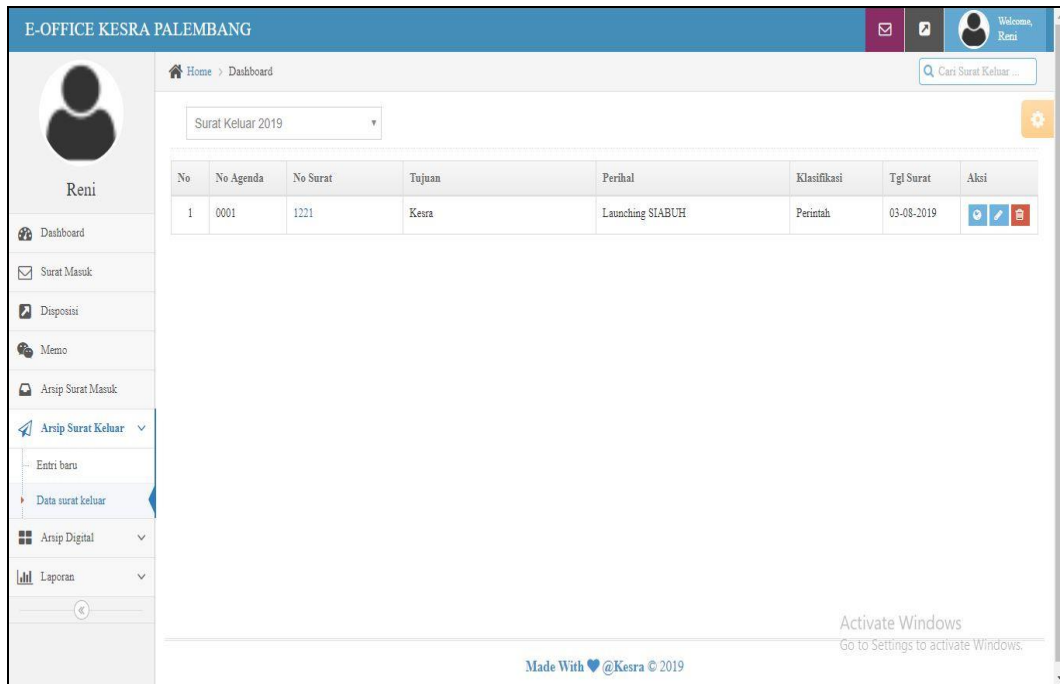 E-OFFICE KESRA PALEMBANG
Welcome,
Reni
Home > Dashboard
Cari Surat Keluar ...
Reni
Dashboard
Surat Masuk
Disposisi
Memo
Arsip Surat Masuk
Arsip Surat Keluar
Entri baru
Data surat keluar
Arsip Digital
Laporan
Surat Keluar 2019
No No Agenda No Surat Tujuan Perihal Klasifikasi Tgl Surat Aksi
1 0001 1221 Kesra Launching SIABUH Perintah 03-08-2019
Activate Windows
Go to Settings to activate Windows.
Made With @Kesra © 2019